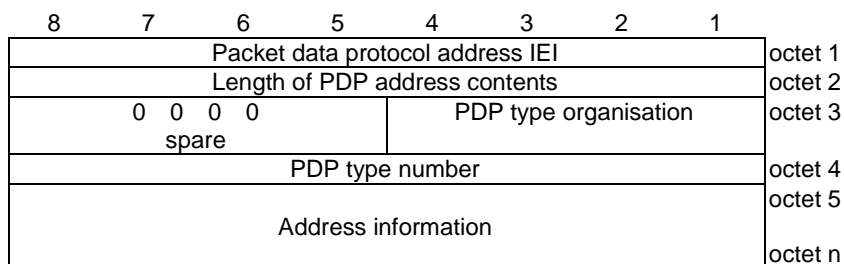 8 7 6 5 4 3 2 1
Packet data protocol address IEI octet 1
Length of PDP address contents octet 2
0 0 0 0 PDP type organisation octet 3
spare
PDP type number octet 4
octet 5
Address information
octet n